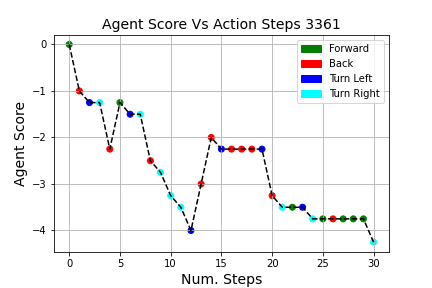 Agent Score Vs Action Steps 3361
Forward
Back
Turn Left
Turn Right
Agent Score
0
−1
−2
−3
−4
0 5 10 15 20 25 30
Num. Steps